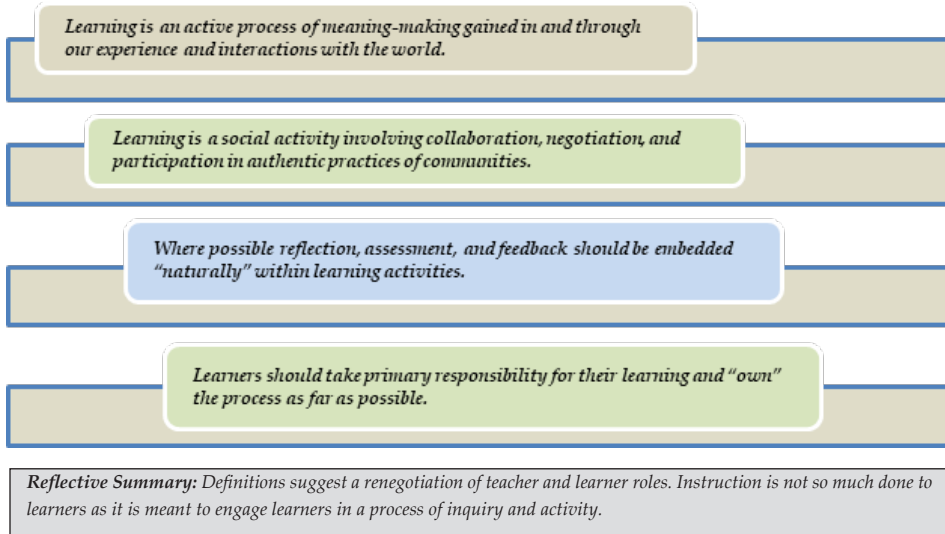 Learning is an active process of meaning-making gained in and through
our experience and interactions with the world.
Learning is a social activity involving collaboration, negotiation, and
participation in authentic practices of communities.
Where possible reflection, assessment, and feedback should be embedded
“naturally” within learning activities.
Learners should take primary responsibility for their learning and “own”
the process as far as possible.
Reflective Summary: Definitions suggest a renegotiation of teacher and learner roles. Instruction is not so much done to
learners as it is meant to engage learners in a process of inquiry and activity.